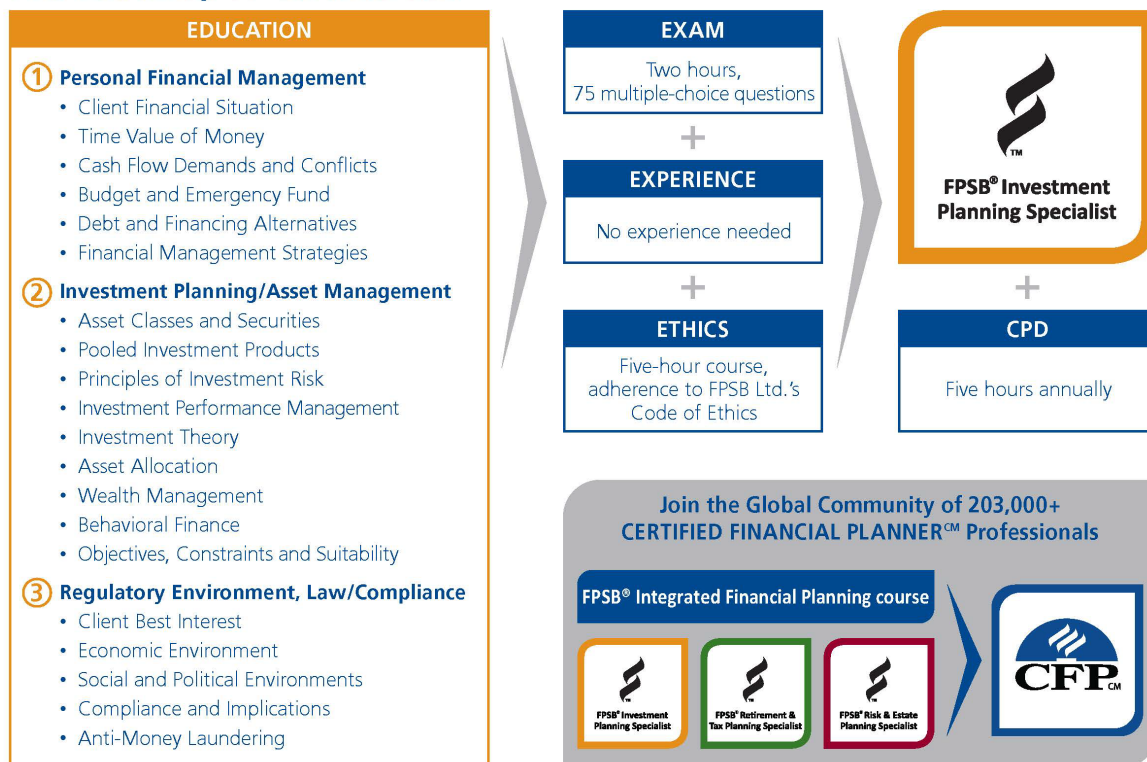 EDUCATION
① Personal Financial Management
• Client Financial Situation
• Time Value of Money
• Cash Flow Demands and Conflicts
• Budget and Emergency Fund
• Debt and Financing Alternatives
• Financial Management Strategies
② Investment Planning/Asset Management
• Asset Classes and Securities
• Pooled Investment Products
• Principles of Investment Risk
• Investment Performance Management
• Investment Theory
• Asset Allocation
• Wealth Management
• Behavioral Finance
• Objectives, Constraints and Suitability
③ Regulatory Environment, Law/Compliance
• Client Best Interest
• Economic Environment
• Social and Political Environments
• Compliance and Implications
• Anti-Money Laundering
EXAM
Two hours,
75 multiple-choice questions
+
EXPERIENCE
No experience needed
+
ETHICS
Five-hour course,
adherence to FPSB Ltd.'s
Code of Ethics
TM
FPSB® Investment
Planning Specialist
+
CPD
Five hours annually
Join the Global Community of 203,000+
CERTIFIED FINANCIAL PLANNER℠ Professionals
FPSB® Integrated Financial Planning course
TM
FPSB® Investment
Planning Specialist
TM
FPSB® Retirement &
Tax Planning Specialist
TM
FPSB® Risk & Estate
Planning Specialist
CFP CM